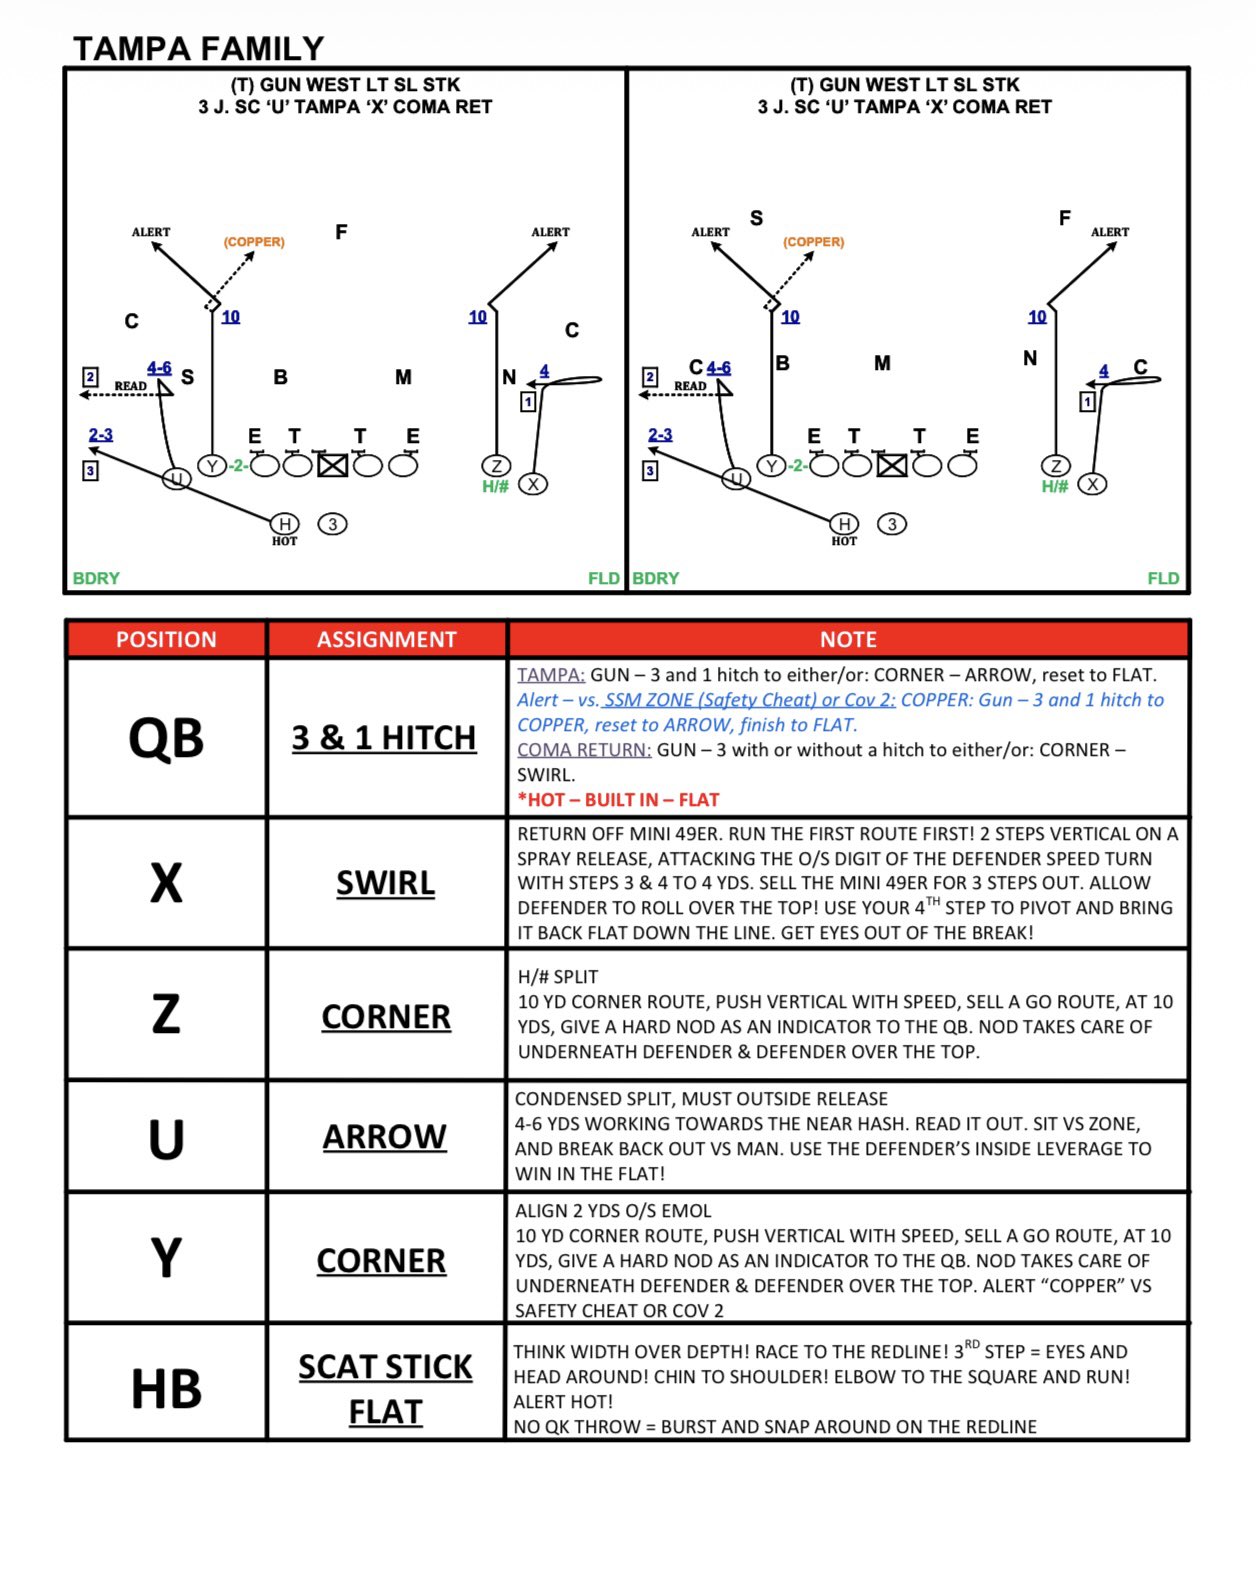 TAMPA FAMILY
(T) GUN WEST LT SL STK
3 J. SC ‘U’ TAMPA ‘X’ COMA RET
ALERT
(COPPER)
F
ALERT
C
10
10
C
2
4-6
READ
S
B
M
N
4
1
2-3
E
T
T
E
3
U
Y
-2-
Z
H/#
X
H
3
HOT
BDRY
FLD
(T) GUN WEST LT SL STK
3 J. SC ‘U’ TAMPA ‘X’ COMA RET
S
F
ALERT
(COPPER)
ALERT
10
10
2
C
4-6
READ
B
M
N
4
C
1
2-3
E
T
T
E
3
U
Y
-2-
Z
H/#
X
H
3
HOT
BDRY
FLD
POSITION
ASSIGNMENT
NOTE
QB
3 & 1 HITCH
TAMPA: GUN – 3 and 1 hitch to either/or: CORNER – ARROW, reset to FLAT.
Alert – vs. SSM ZONE (Safety Cheat) or Cov 2: COPPER: Gun – 3 and 1 hitch to
COPPER, reset to ARROW, finish to FLAT.
COMA RETURN: GUN – 3 with or without a hitch to either/or: CORNER –
SWIRL.
*HOT – BUILT IN – FLAT
X
SWIRL
RETURN OFF MINI 49ER. RUN THE FIRST ROUTE FIRST! 2 STEPS VERTICAL ON A
SPRAY RELEASE, ATTACKING THE O/S DIGIT OF THE DEFENDER SPEED TURN
WITH STEPS 3 & 4 TO 4 YDS. SELL THE MINI 49ER FOR 3 STEPS OUT. ALLOW
DEFENDER TO ROLL OVER THE TOP! USE YOUR 4TH STEP TO PIVOT AND BRING
IT BACK FLAT DOWN THE LINE. GET EYES OUT OF THE BREAK!
Z
CORNER
H/# SPLIT
10 YD CORNER ROUTE, PUSH VERTICAL WITH SPEED, SELL A GO ROUTE, AT 10
YDS, GIVE A HARD NOD AS AN INDICATOR TO THE QB. NOD TAKES CARE OF
UNDERNEATH DEFENDER & DEFENDER OVER THE TOP.
U
ARROW
CONDENSED SPLIT, MUST OUTSIDE RELEASE
4-6 YDS WORKING TOWARDS THE NEAR HASH. READ IT OUT. SIT VS ZONE,
AND BREAK BACK OUT VS MAN. USE THE DEFENDER’S INSIDE LEVERAGE TO
WIN IN THE FLAT!
Y
CORNER
ALIGN 2 YDS O/S EMOL
10 YD CORNER ROUTE, PUSH VERTICAL WITH SPEED, SELL A GO ROUTE, AT 10
YDS, GIVE A HARD NOD AS AN INDICATOR TO THE QB. NOD TAKES CARE OF
UNDERNEATH DEFENDER & DEFENDER OVER THE TOP. ALERT “COPPER” VS
SAFETY CHEAT OR COV 2
HB
SCAT STICK
FLAT
THINK WIDTH OVER DEPTH! RACE TO THE REDLINE! 3RD STEP = EYES AND
HEAD AROUND! CHIN TO SHOULDER! ELBOW TO THE SQUARE AND RUN!
ALERT HOT!
NO QK THROW = BURST AND SNAP AROUND ON THE REDLINE